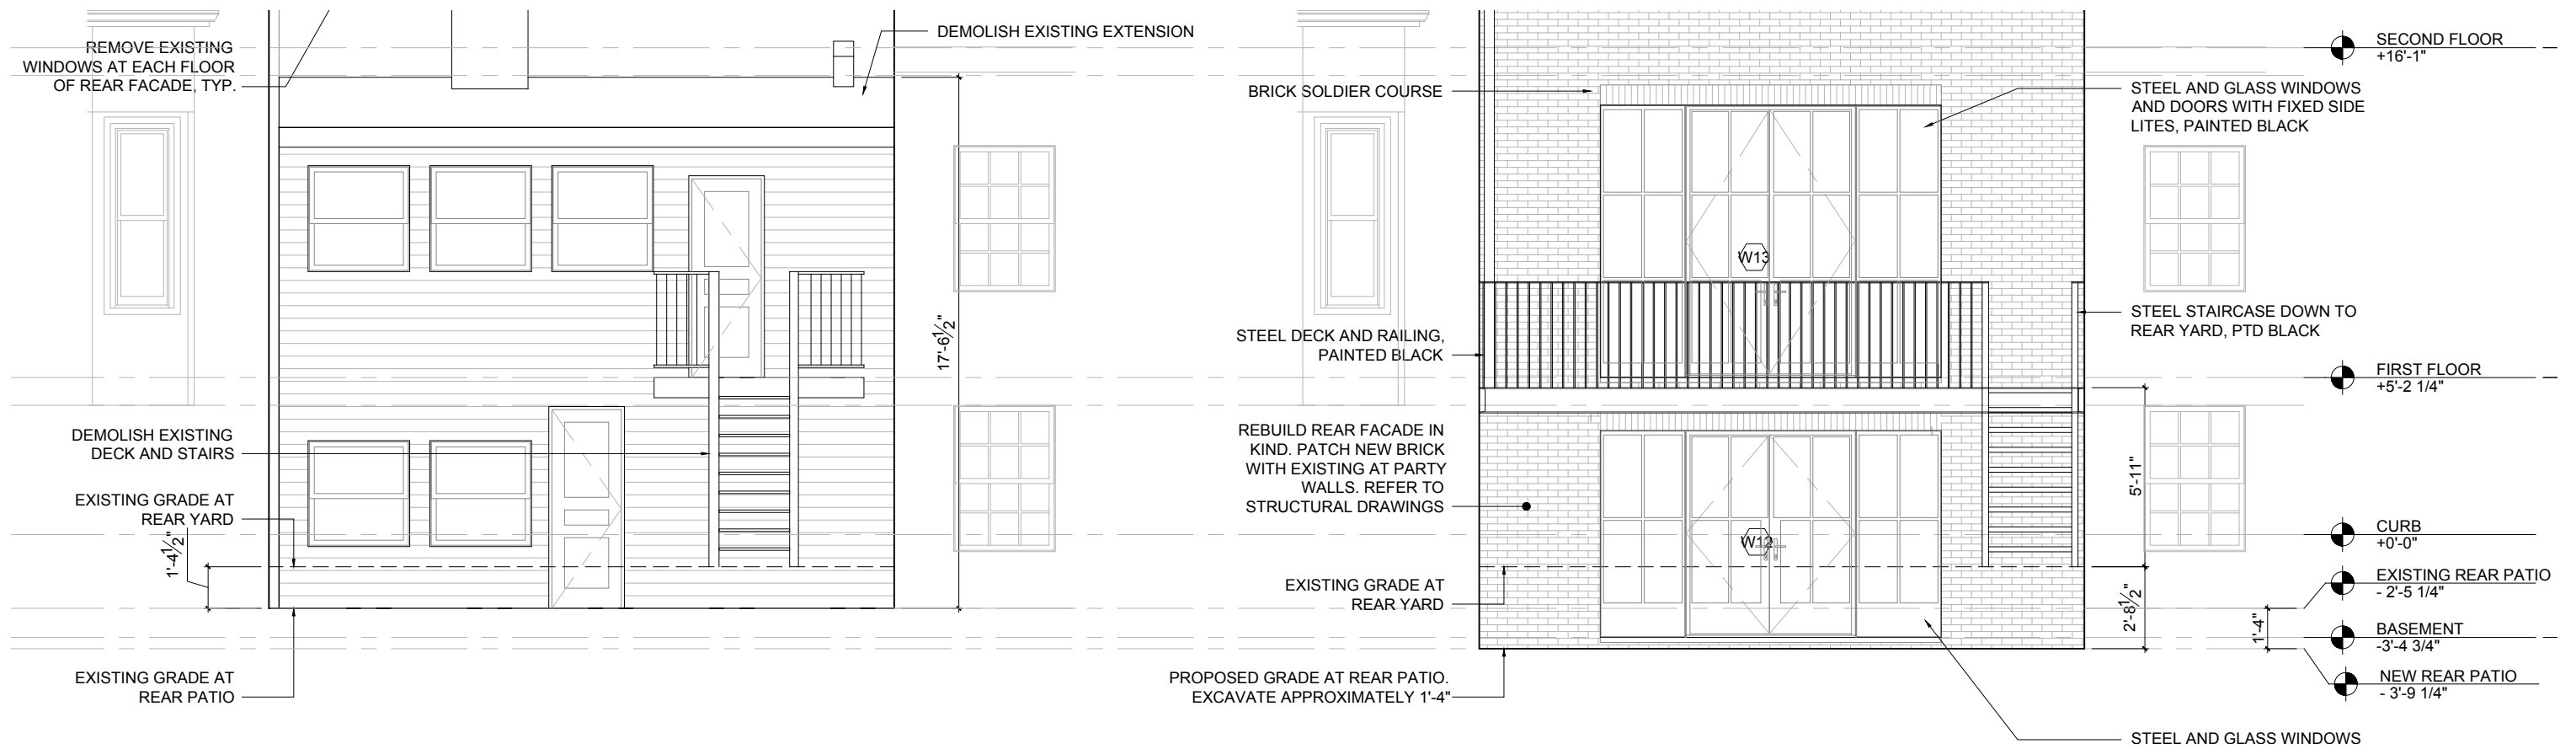 REMOVE EXISTING
WINDOWS AT EACH FLOOR
OF REAR FACADE, TYP.
DEMOLISH EXISTING EXTENSION
17'-6½"
DEMOLISH EXISTING
DECK AND STAIRS
EXISTING GRADE AT
REAR YARD
1'-4½"
EXISTING GRADE AT
REAR PATIO
BRICK SOLDIER COURSE
STEEL DECK AND RAILING,
PAINTED BLACK
REBUILD REAR FACADE IN
KIND. PATCH NEW BRICK
WITH EXISTING AT PARTY
WALLS. REFER TO
STRUCTURAL DRAWINGS
EXISTING GRADE AT
REAR YARD
PROPOSED GRADE AT REAR PATIO.
EXCAVATE APPROXIMATELY 1'-4"
W13
W12
STEEL AND GLASS WINDOWS
AND DOORS WITH FIXED SIDE
LITES, PAINTED BLACK
STEEL STAIRCASE DOWN TO
REAR YARD, PTD BLACK
5'-11"
2'-8½"
1'-4"
STEEL AND GLASS WINDOWS
SECOND FLOOR
+16'-1"
FIRST FLOOR
+5'-2 1/4"
CURB
+0'-0"
EXISTING REAR PATIO
- 2'-5 1/4"
BASEMENT
-3'-4 3/4"
NEW REAR PATIO
- 3'-9 1/4"